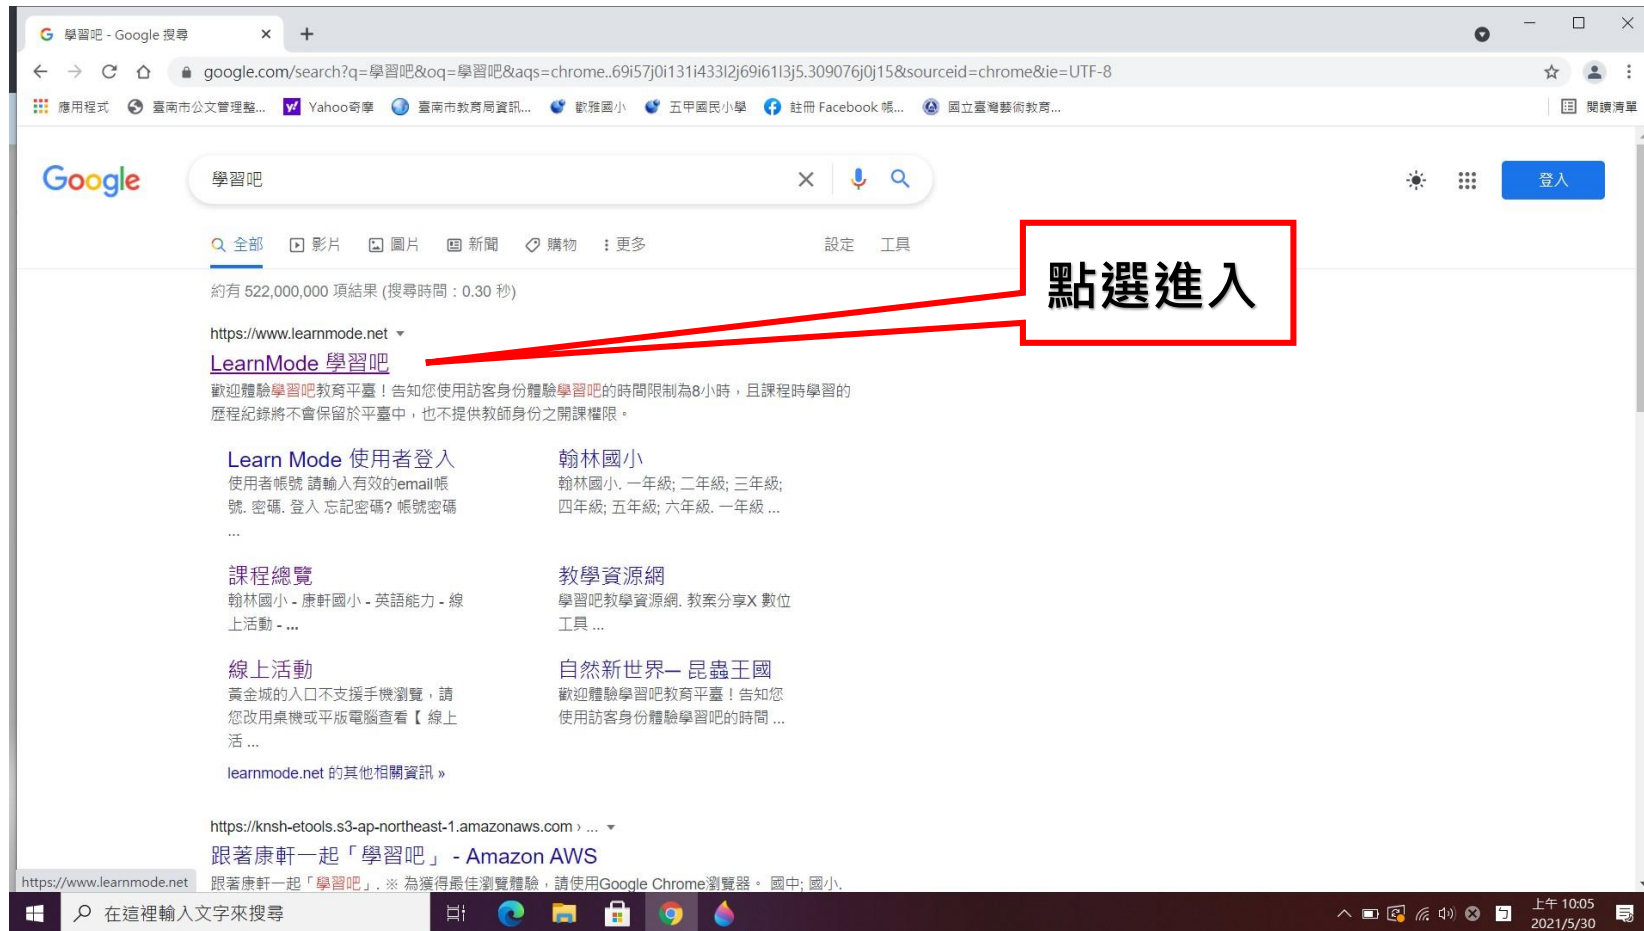 學習吧 - Google 搜尋
google.com/search?q=學習吧&oq=學習吧&aqs=chrome..69i57j0i131i433l2j69i61l3j5.309076j0j15&sourceid=chrome&ie=UTF-8
應用程式 臺南市公文管理整... Yahoo奇摩 臺南市教育局資訊... 歡雅國小 五甲國民小學 註冊 Facebook 帳... 國立臺灣藝術教育... 閱讀清單
Google 學習吧 登入
全部 影片 圖片 新聞 購物 更多 設定 工具
點選進入
約有 522,000,000 項結果 (搜尋時間：0.30 秒)
https://www.learnmode.net
LearnMode 學習吧
歡迎體驗學習吧教育平臺！告知您使用訪客身份體驗學習吧的時間限制為8小時，且課程時學習的
歷程紀錄將不會保留於平臺中，也不提供教師身份之開課權限。
Learn Mode 使用者登入
使用者帳號 請輸入有效的email帳
號. 密碼. 登入 忘記密碼? 帳號密碼
...
翰林國小
翰林國小. 一年級; 二年級; 三年級;
四年級; 五年級; 六年級. 一年級 ...
課程總覽
翰林國小 - 康軒國小 - 英語能力 - 線
上活動 - ...
教學資源網
學習吧教學資源網. 教案分享X 數位
工具 ...
線上活動
黃金城的入口不支援手機瀏覽，請
您改用桌機或平版電腦查看【 線上
活 ...
自然新世界— 昆蟲王國
歡迎體驗學習吧教育平臺！告知您
使用訪客身份體驗學習吧的時間 ...
learnmode.net 的其他相關資訊 »
https://knsh-etools.s3-ap-northeast-1.amazonaws.com › ...
跟著康軒一起「學習吧」 - Amazon AWS
跟著康軒一起「學習吧」. ※ 為獲得最佳瀏覽體驗，請使用Google Chrome瀏覽器。 國中; 國小.
https://www.learnmode.net
在這裡輸入文字來搜尋
ㄅ
上午 10:05
2021/5/30